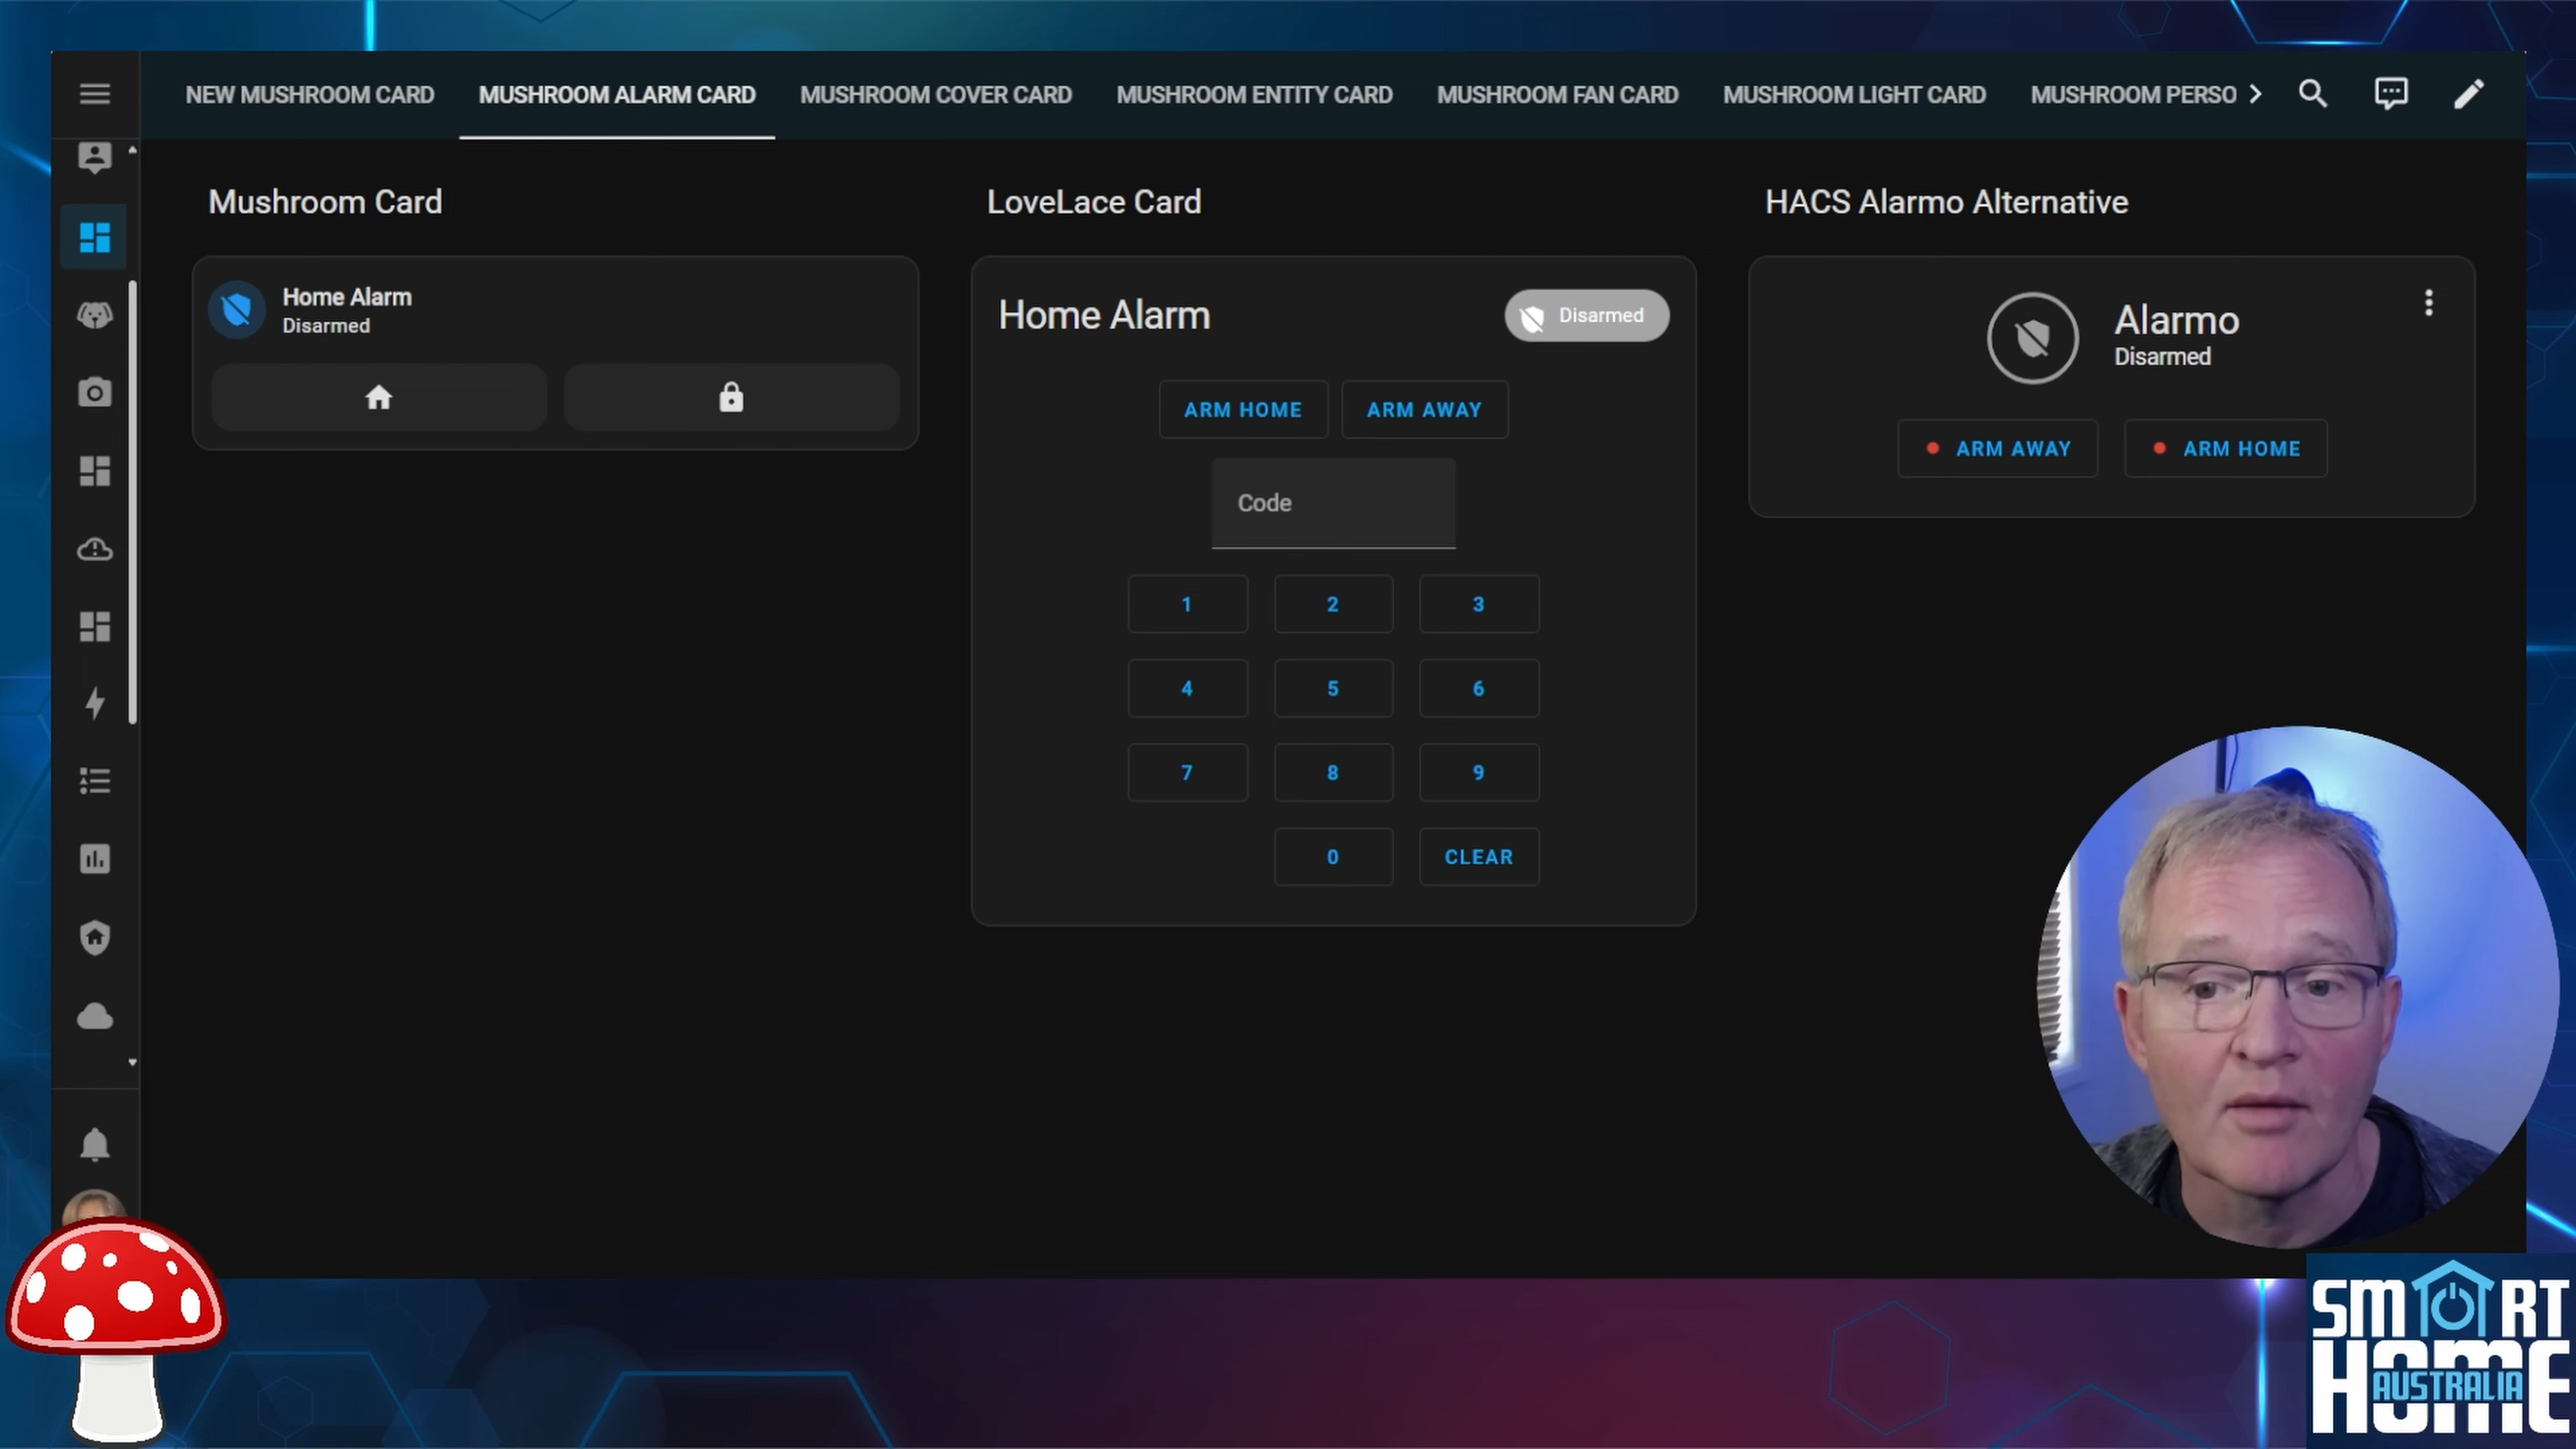 NEW MUSHROOM CARD
MUSHROOM ALARM CARD
MUSHROOM COVER CARD
MUSHROOM ENTITY CARD
MUSHROOM FAN CARD
MUSHROOM LIGHT CARD
MUSHROOM PERSO
Mushroom Card
Home Alarm
Disarmed
LoveLace Card
Home Alarm
Disarmed
ARM HOME
ARM AWAY
Code
1 2 3
4 5 6
7 8 9
0 CLEAR
HACS Alarmo Alternative
Alarmo
Disarmed
ARM AWAY
ARM HOME
SMART
HOME
AUSTRALIA